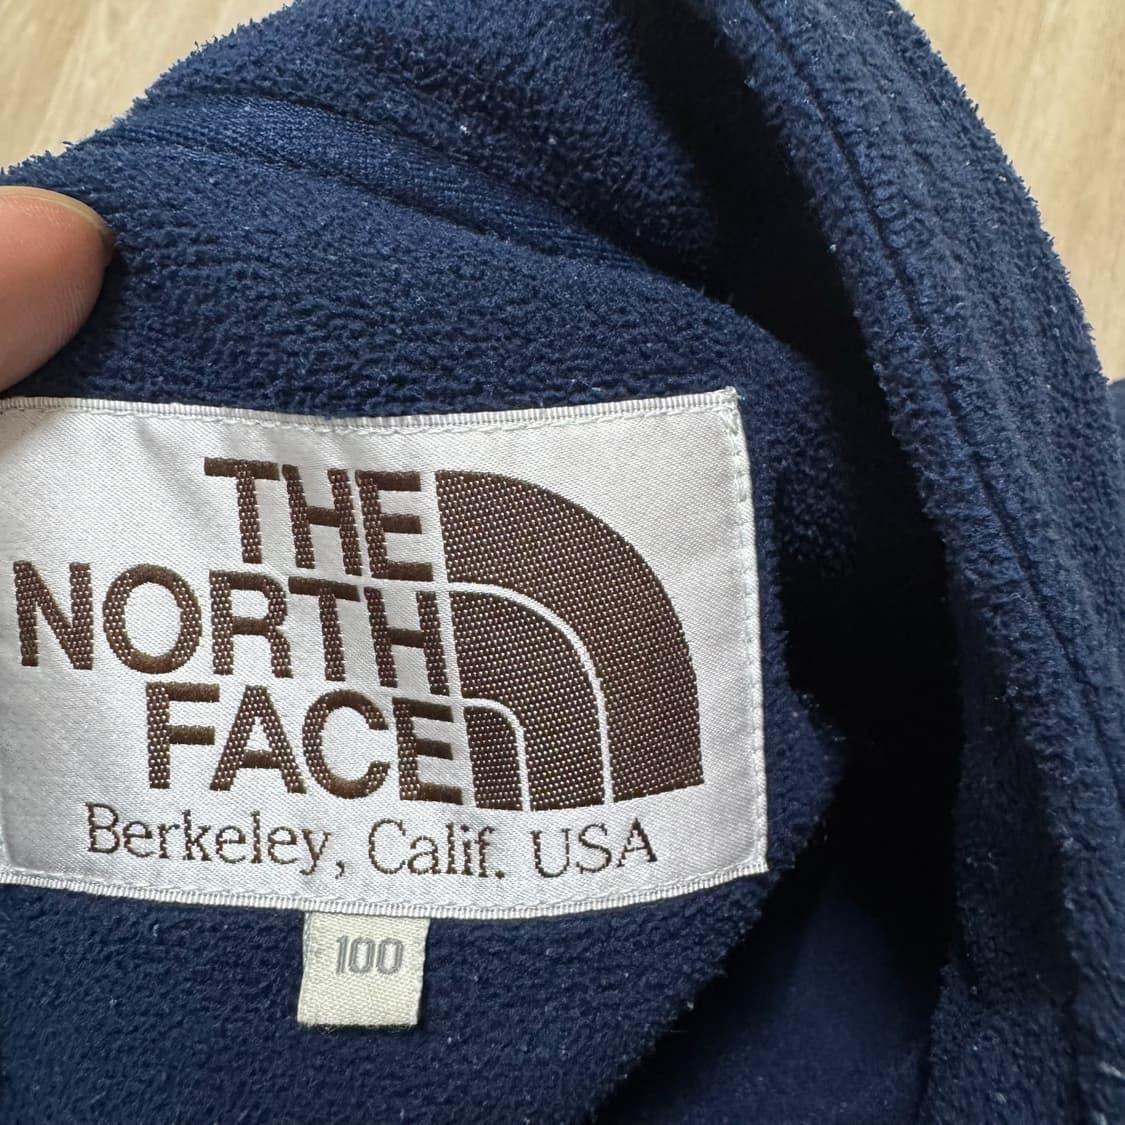 THE
NORTH
FACE
Berkeley, Calif. USA
100